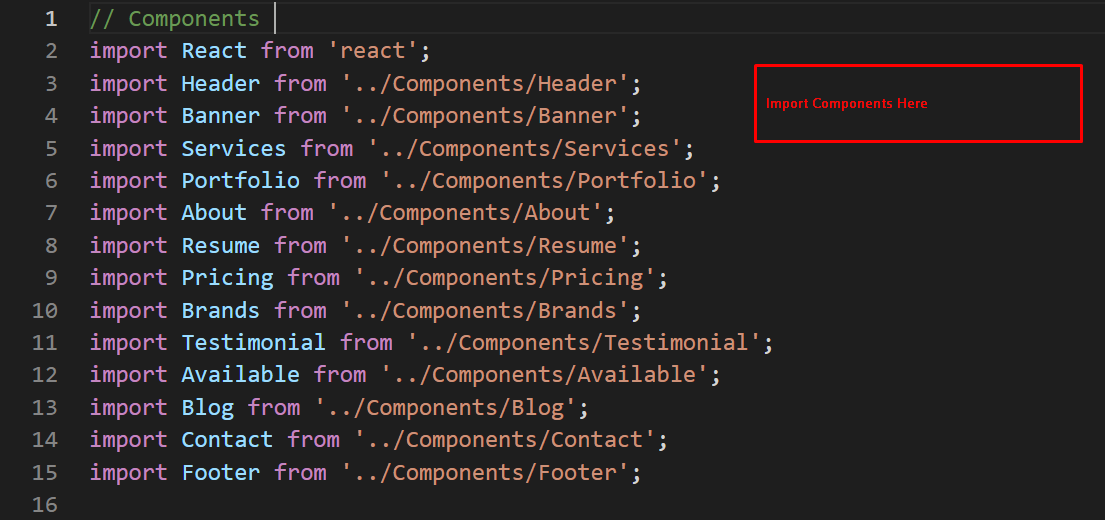 1 // Components
2 import React from 'react';
3 import Header from '../Components/Header';
4 import Banner from '../Components/Banner';
Import Components Here
5 import Services from '../Components/Services';
6 import Portfolio from '../Components/Portfolio';
7 import About from '../Components/About';
8 import Resume from '../Components/Resume';
9 import Pricing from '../Components/Pricing';
10 import Brands from '../Components/Brands';
11 import Testimonial from '../Components/Testimonial';
12 import Available from '../Components/Available';
13 import Blog from '../Components/Blog';
14 import Contact from '../Components/Contact';
15 import Footer from '../Components/Footer';
16